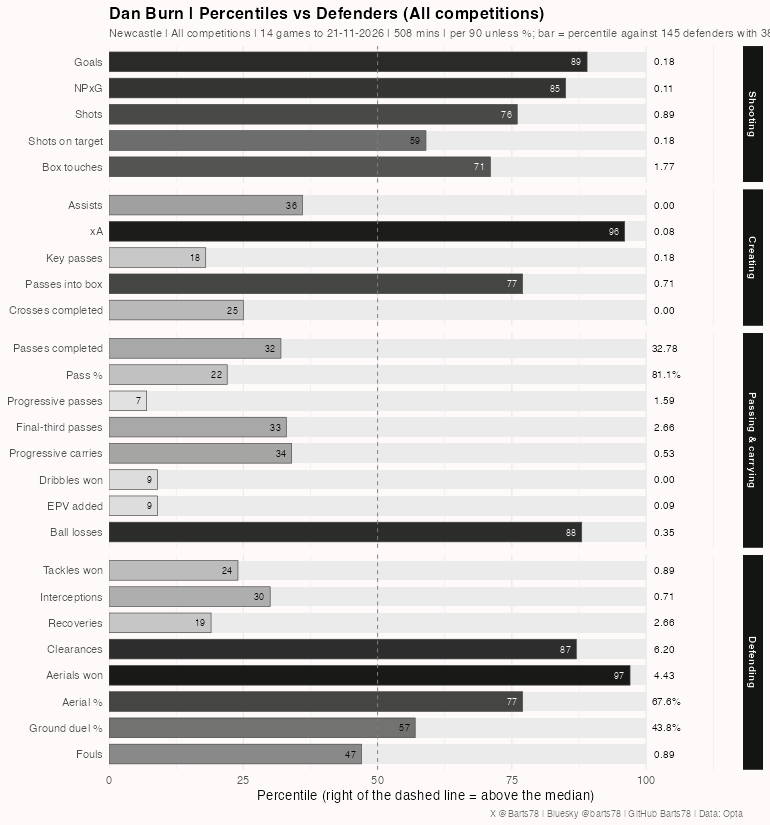 Dan Burn | Percentiles vs Defenders (All competitions)
Newcastle | All competitions | 14 games to 21-11-2026 | 508 mins | per 90 unless %; bar = percentile against 145 defenders with 38
Shooting
Goals 89 0.18
NPxG 85 0.11
Shots 76 0.89
Shots on target 59 0.18
Box touches 71 1.77
Creating
Assists 36 0.00
xA 96 0.08
Key passes 18 0.18
Passes into box 77 0.71
Crosses completed 25 0.00
Passing & carrying
Passes completed 32 32.78
Pass % 22 81.1%
Progressive passes 7 1.59
Final-third passes 33 2.66
Progressive carries 34 0.53
Dribbles won 9 0.00
EPV added 9 0.09
Ball losses 88 0.35
Defending
Tackles won 24 0.89
Interceptions 30 0.71
Recoveries 19 2.66
Clearances 87 6.20
Aerials won 97 4.43
Aerial % 77 67.6%
Ground duel % 57 43.8%
Fouls 47 0.89
0 25 50 75 100
Percentile (right of the dashed line = above the median)
X @Barts78 | Bluesky @barts78 | GitHub Barts78 | Data: Opta